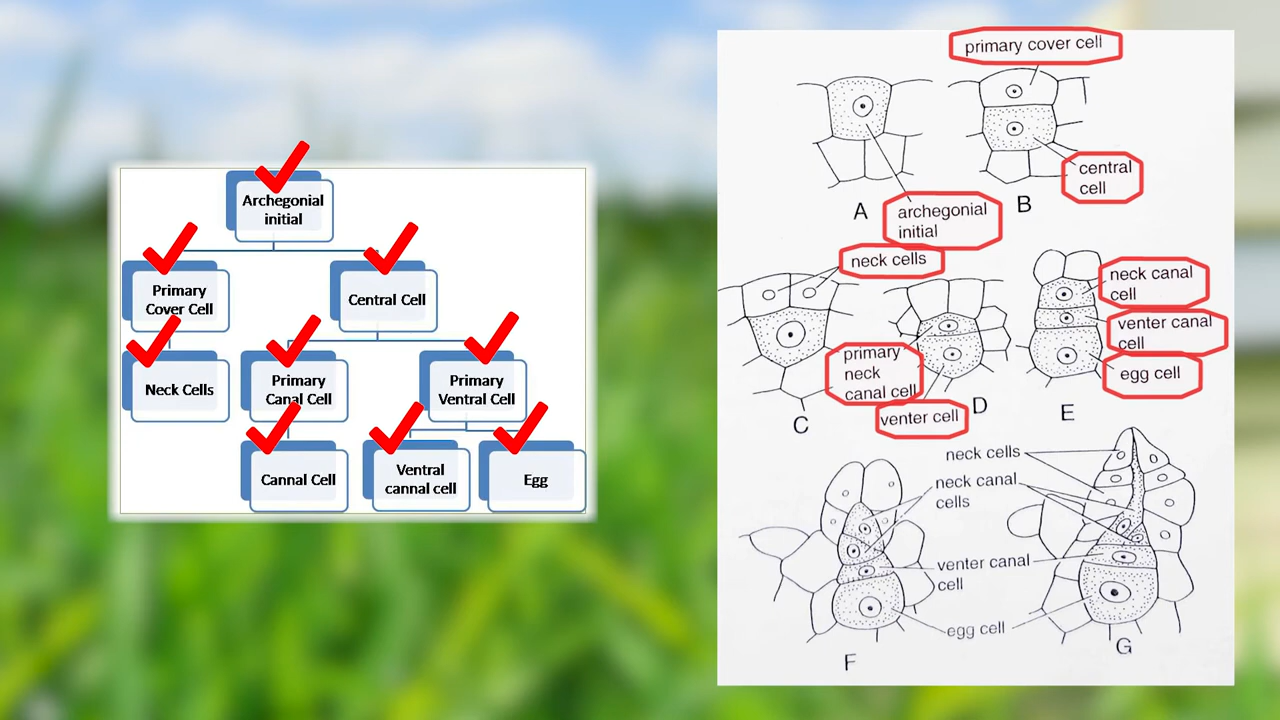 Archegonial
initial
Primary
Cover Cell
Central Cell
Neck Cells
Primary
Canal Cell
Primary
Ventral Cell
Cannal Cell
Ventral
cannal cell
Egg
primary cover cell
central
cell
A
B
archegonial
initial
neck cells
neck canal
cell
venter canal
cell
primary
neck
canal cell
egg cell
venter cell
C
D
E
neck cells
neck canal
cells
venter canal
cell
egg cell
F
G